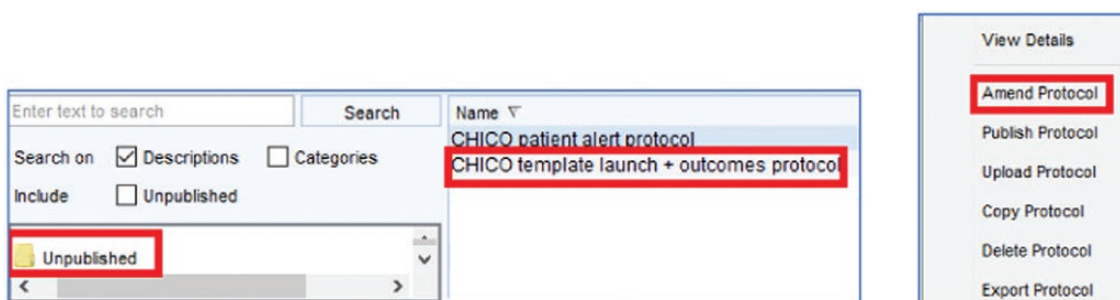 Enter text to search
Search
Search on
Descriptions
Categories
Include
Unpublished
Unpublished
Name
CHICO patient alert protocol
CHICO template launch + outcomes protocol
View Details
Amend Protocol
Publish Protocol
Upload Protocol
Copy Protocol
Delete Protocol
Export Protocol